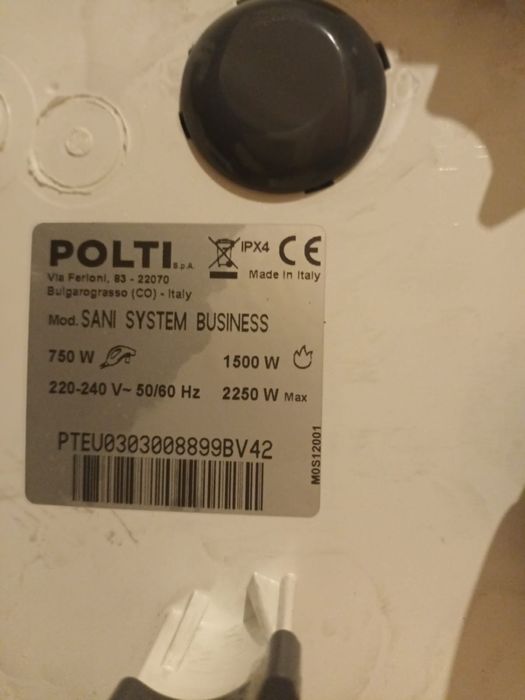 POLTI S.p.A.
IPX4 CE
Via Ferloni, 83 - 22070
Made in Italy
Bulgarograsso (CO) - Italy
Mod. SANI SYSTEM BUSINESS
750 W 1500 W
220-240 V~ 50/60 Hz 2250 W Max
PTEU0303008899BV42
M0S12001